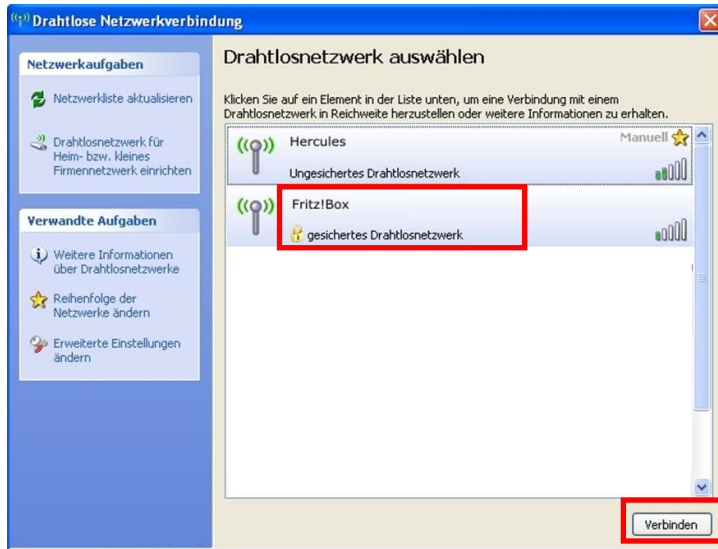 Drahtlose Netzwerkverbindung
Netzwerkaufgaben
Netzwerkliste aktualisieren
Drahtlosnetzwerk für
Heim- bzw. kleines
Firmennetzwerk einrichten
Verwandte Aufgaben
Weitere Informationen
über Drahtlosnetzwerke
Reihenfolge der
Netzwerke ändern
Erweiterte Einstellungen
ändern
Drahtlosnetzwerk auswählen
Klicken Sie auf ein Element in der Liste unten, um eine Verbindung mit einem
Drahtlosnetzwerk in Reichweite herzustellen oder weitere Informationen zu erhalten.
Hercules
Manuell
Ungesichertes Drahtlosnetzwerk
Fritz!Box
gesichertes Drahtlosnetzwerk
Verbinden